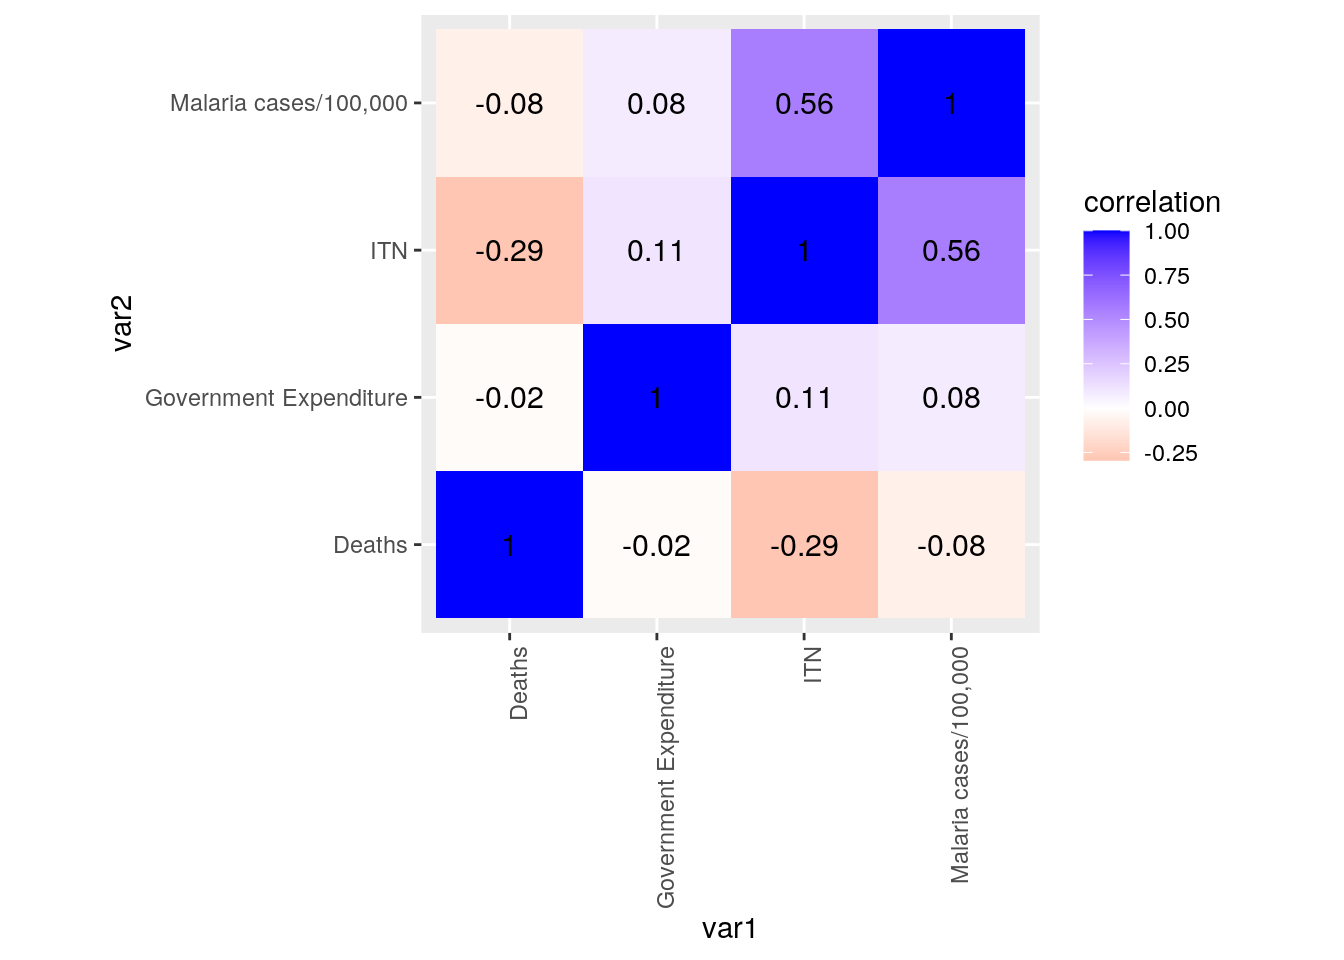 Malaria cases/100,000
-0.08 0.08 0.56 1
ITN
-0.29 0.11 1 0.56
Government Expenditure
-0.02 1 0.11 0.08
Deaths
1 -0.02 -0.29 -0.08
var2
Deaths
Government Expenditure
ITN
Malaria cases/100,000
var1
correlation
1.00
0.75
0.50
0.25
0.00
-0.25